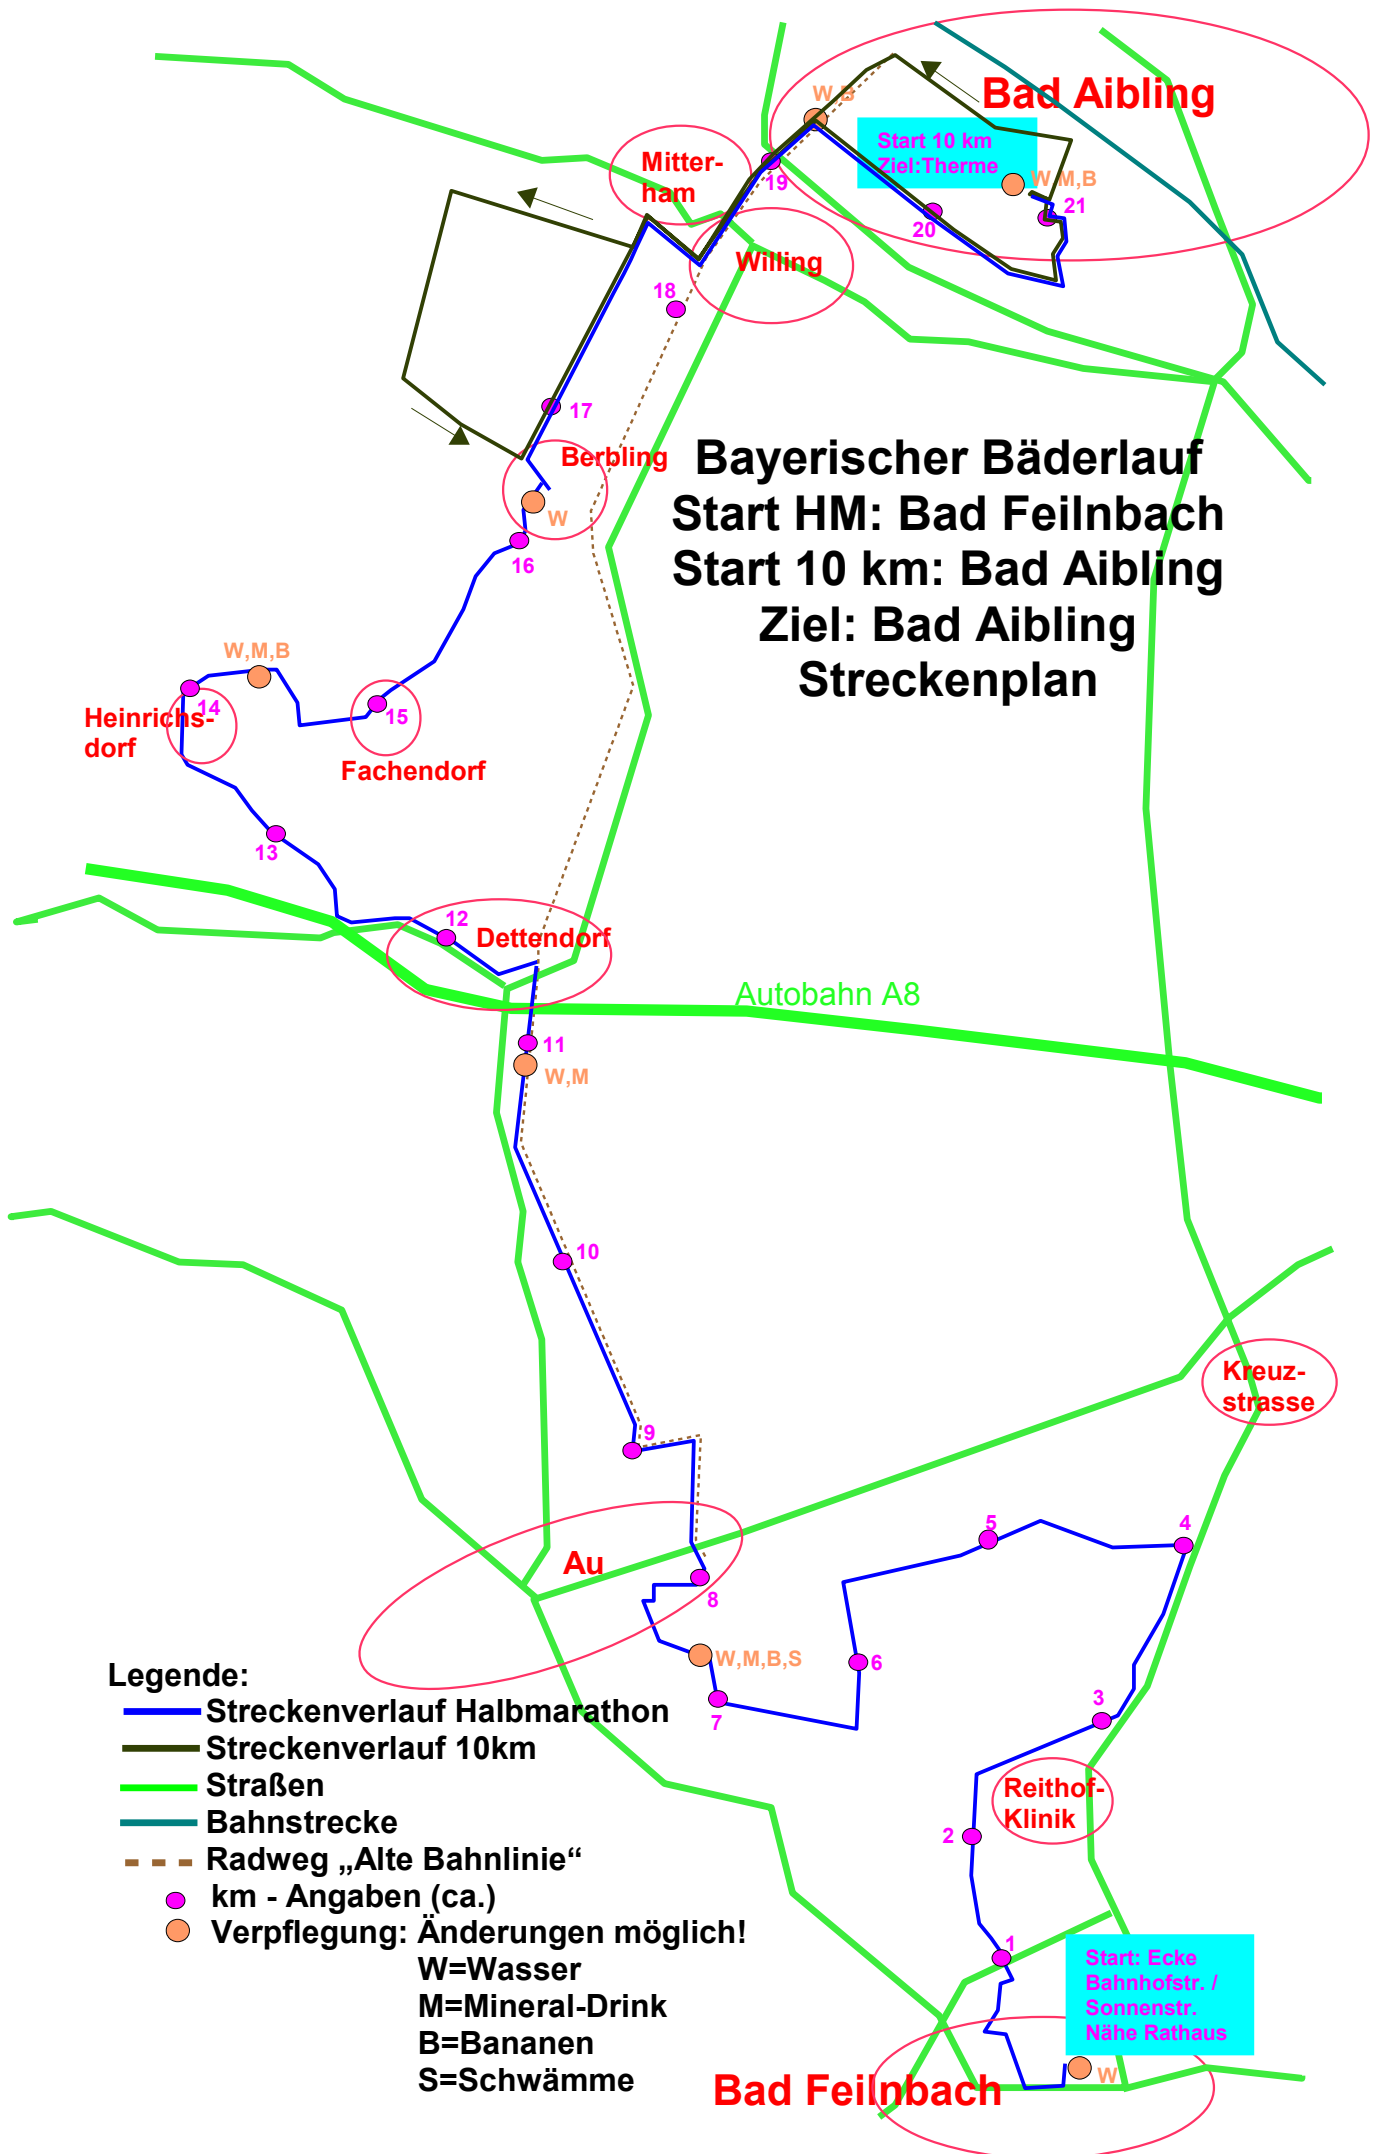 W,B
Bad Aibling
Start 10 km
Ziel:Therme
Mitter-
ham
19
W,M,B
21
20
Willing
18
17
Berbling
W
16
Bayerischer Bäderlauf
Start HM: Bad Feilnbach
Start 10 km: Bad Aibling
Ziel: Bad Aibling
Streckenplan
W,M,B
14
Heinrichs-
dorf
15
Fachendorf
13
12
Dettendorf
Autobahn A8
11
W,M
10
Kreuz-
strasse
9
5
4
Au
8
W,M,B,S
6
7
3
Reithof-
Klinik
2
1
Legende:
Streckenverlauf Halbmarathon
Streckenverlauf 10km
Straßen
Bahnstrecke
Radweg „Alte Bahnlinie“
km - Angaben (ca.)
Verpflegung: Änderungen möglich!
W=Wasser
M=Mineral-Drink
B=Bananen
S=Schwämme
Start: Ecke
Bahnhofstr. /
Sonnenstr.
Nähe Rathaus
W
Bad Feilnbach